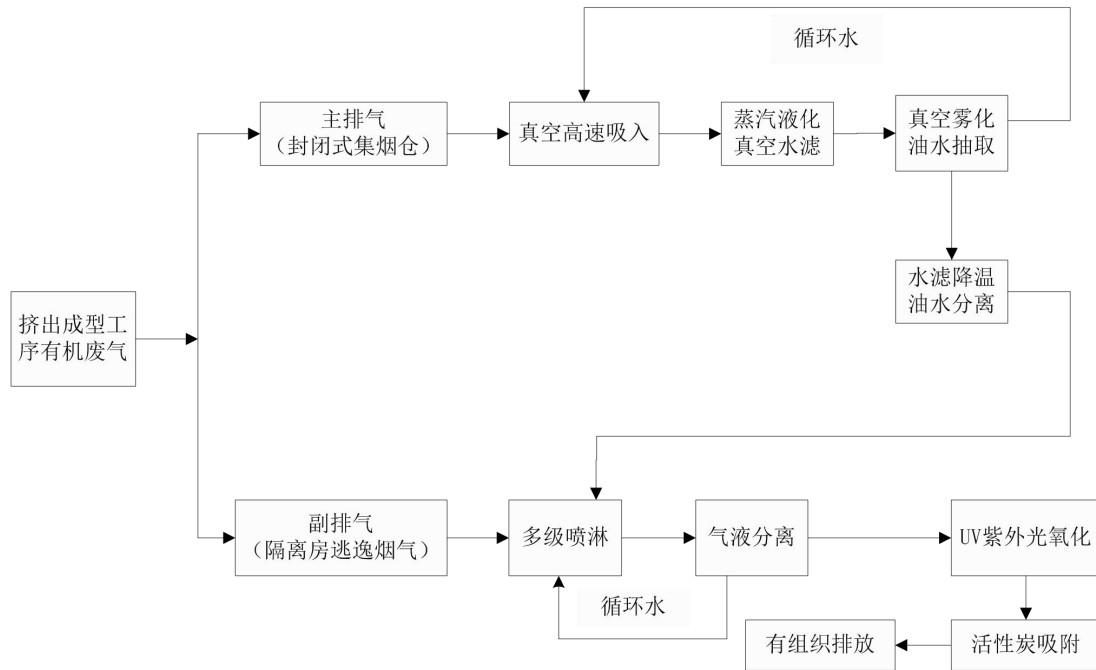 循环水
主排气
（封闭式集烟仓）
真空高速吸入
蒸汽液化
真空水滤
真空雾化
油水抽取
水滤降温
油水分离
挤出成型工
序有机废气
副排气
（隔离房逃逸烟气）
多级喷淋
气液分离
UV紫外光氧化
循环水
有组织排放
活性炭吸附